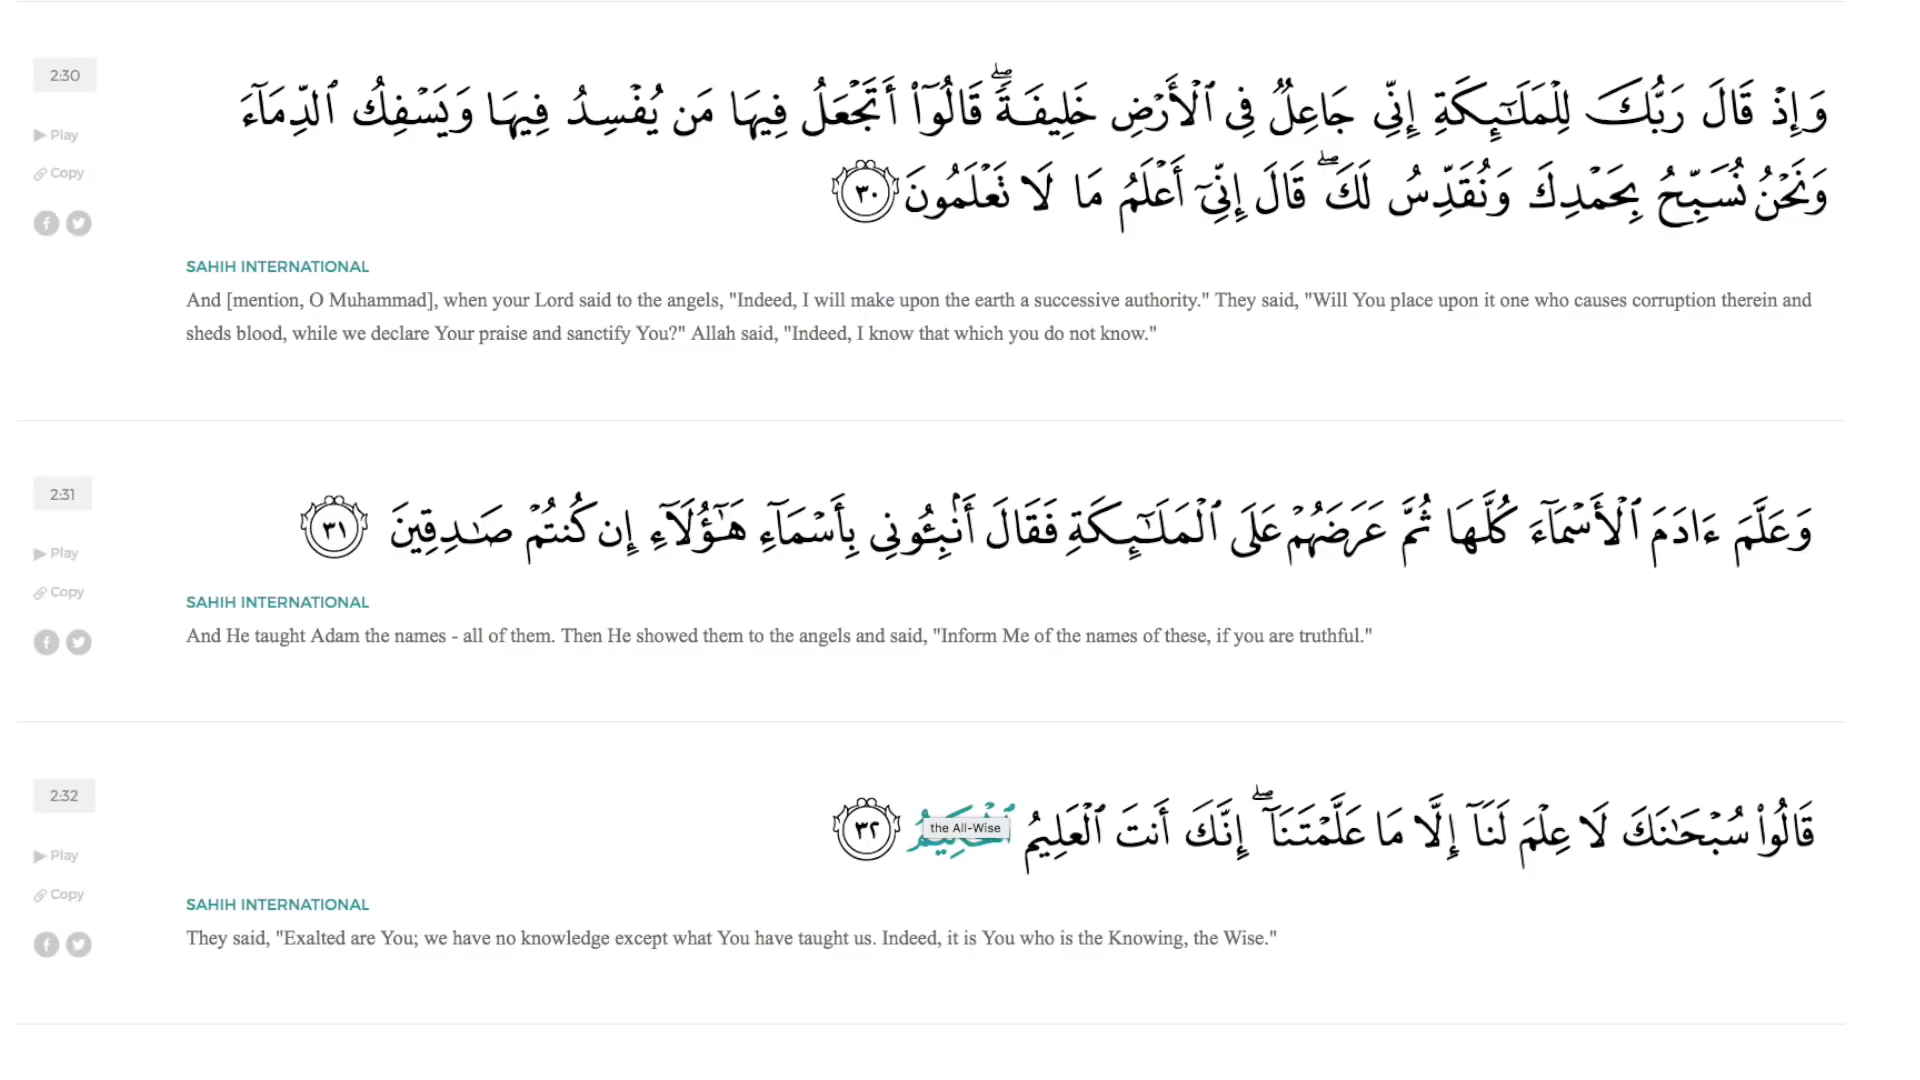 2:30
وَإِذْ قَالَ رَبُّكَ لِلْمَلَـٰٓئِكَةِ إِنِّى جَاعِلٌ فِى ٱلْأَرْضِ خَلِيفَةً ۖ قَالُوٓا۟ أَتَجْعَلُ فِيهَا مَن يُفْسِدُ فِيهَا وَيَسْفِكُ ٱلدِّمَآءَ
Play
Copy
وَنَحْنُ نُسَبِّحُ بِحَمْدِكَ وَنُقَدِّسُ لَكَ ۖ قَالَ إِنِّىٓ أَعْلَمُ مَا لَا تَعْلَمُونَ ٣٠
SAHIH INTERNATIONAL
And [mention, O Muhammad], when your Lord said to the angels, "Indeed, I will make upon the earth a successive authority." They said, "Will You place upon it one who causes corruption therein and
sheds blood, while we declare Your praise and sanctify You?" Allah said, "Indeed, I know that which you do not know."
2:31
وَعَلَّمَ ءَادَمَ ٱلْأَسْمَآءَ كُلَّهَا ثُمَّ عَرَضَهُمْ عَلَى ٱلْمَلَـٰٓئِكَةِ فَقَالَ أَنۢبِـُٔونِى بِأَسْمَآءِ هَـٰٓؤُلَآءِ إِن كُنتُمْ صَـٰدِقِينَ ٣١
Play
Copy
SAHIH INTERNATIONAL
And He taught Adam the names - all of them. Then He showed them to the angels and said, "Inform Me of the names of these, if you are truthful."
2:32
قَالُوا۟ سُبْحَـٰنَكَ لَا عِلْمَ لَنَآ إِلَّا مَا عَلَّمْتَنَآ ۖ إِنَّكَ أَنتَ ٱلْعَلِيمُ ٱلْحَكِيمُ ٣٢
the All-Wise
Play
Copy
SAHIH INTERNATIONAL
They said, "Exalted are You; we have no knowledge except what You have taught us. Indeed, it is You who is the Knowing, the Wise."